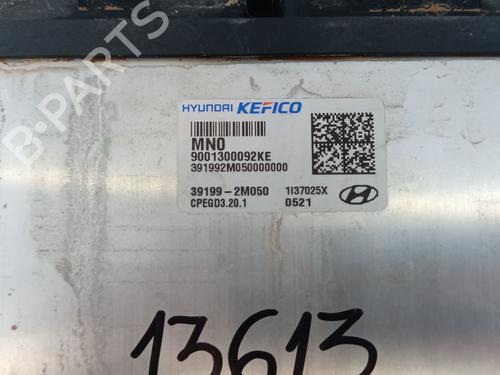 HYUNDAI KEFICO
MN0
9001300092KE
391992M050000000
39199-2M050 1I37025X
CPEGD3.20.1 0521
B-PARTS
13613